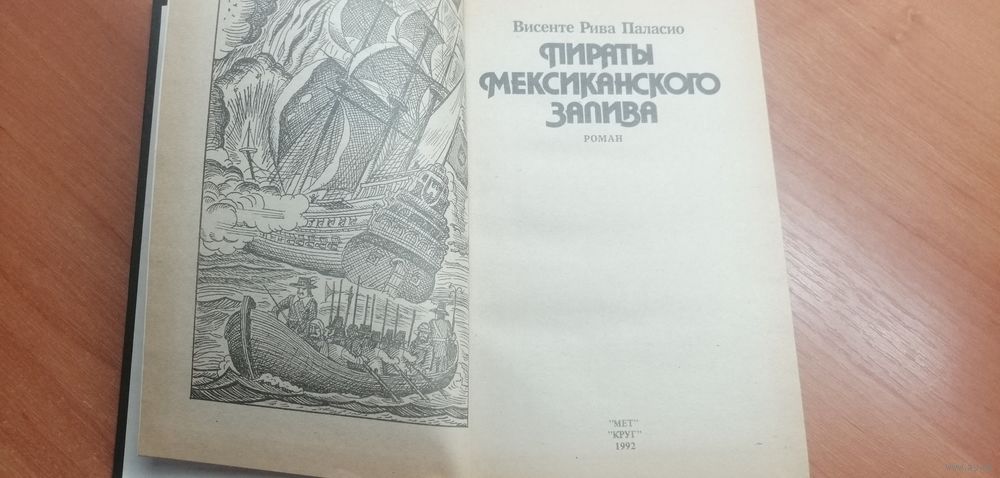 Висенте Рива Паласио
ПИРАТЫ
МЕКСИКАНСКОГО
ЗАЛИВА
РОМАН
"МЕТ"
"КРУГ"
1992